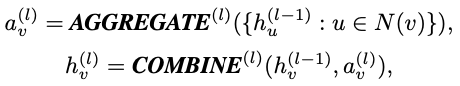 a_v^{(l)} = AGGREGATE^{(l)}({h_u^{(l−1)} : u ∈ N(v)}),
h_v^{(l)} = COMBINE^{(l)}(h_v^{(l−1)}, a_v^{(l)}),